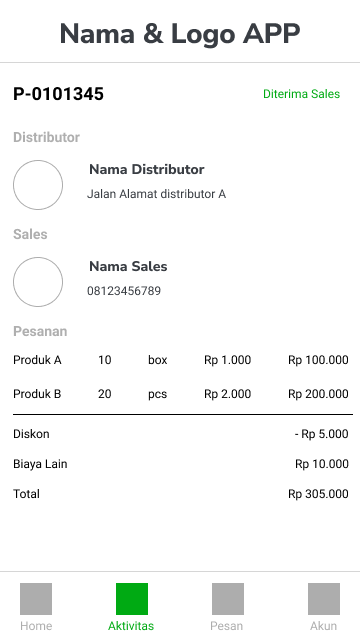 Nama & Logo APP
P-0101345 Diterima Sales
Distributor
Nama Distributor
Jalan Alamat distributor A
Sales
Nama Sales
08123456789
Pesanan
Produk A 10 box Rp 1.000 Rp 100.000
Produk B 20 pcs Rp 2.000 Rp 200.000
Diskon - Rp 5.000
Biaya Lain Rp 10.000
Total Rp 305.000
Home Aktivitas Pesan Akun